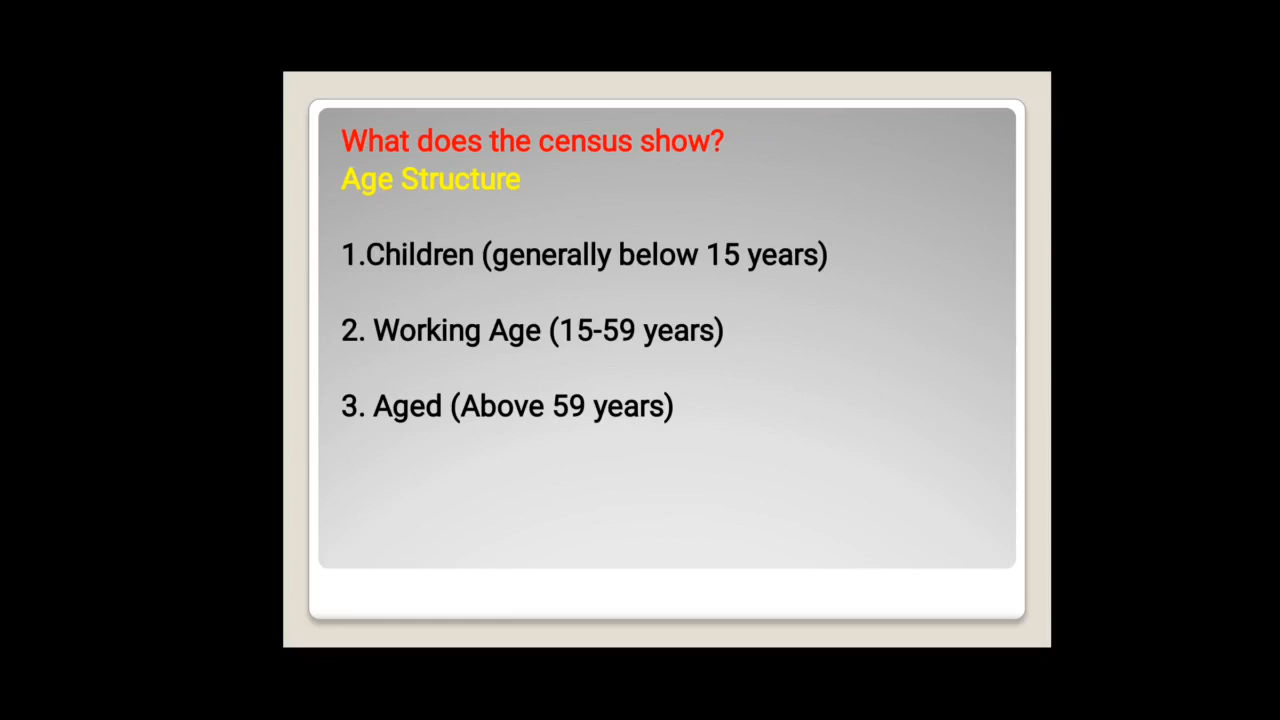 What does the census show?
Age Structure
1.Children (generally below 15 years)
2. Working Age (15-59 years)
3. Aged (Above 59 years)